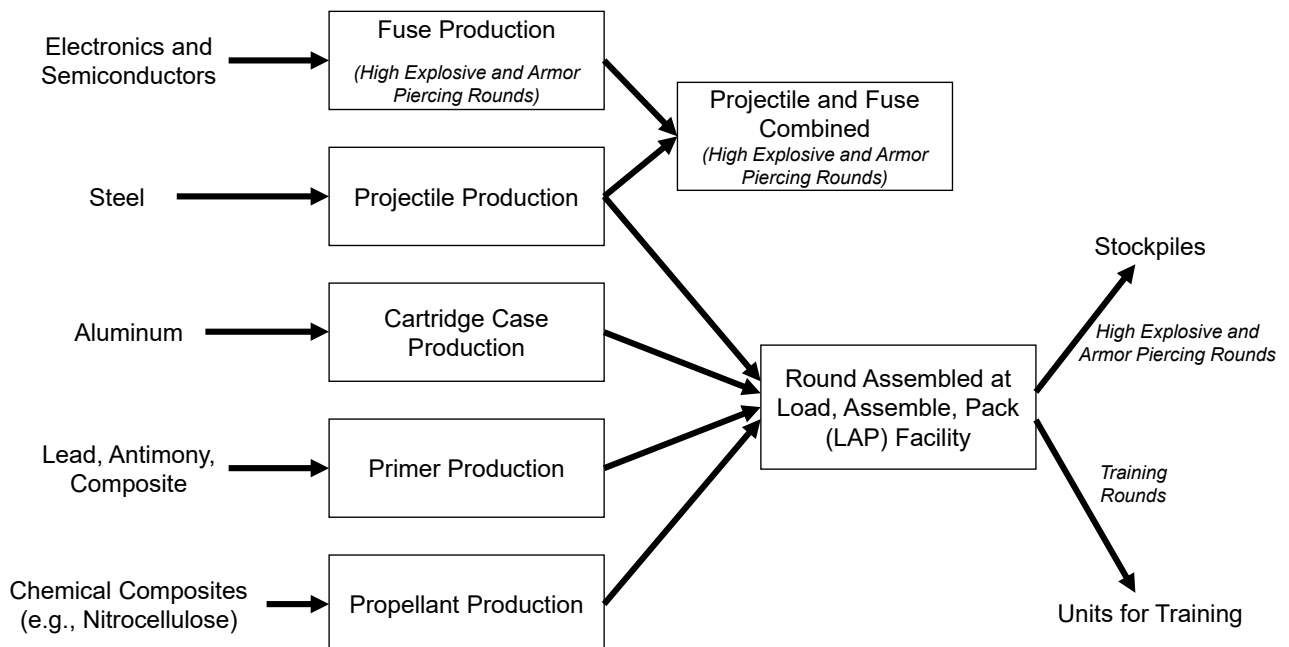 Electronics and
Semiconductors
Fuse Production
(High Explosive and Armor
Piercing Rounds)
Projectile and Fuse
Combined
(High Explosive and Armor
Piercing Rounds)
Steel
Projectile Production
Aluminum
Cartridge Case
Production
Lead, Antimony,
Composite
Primer Production
Chemical Composites
(e.g., Nitrocellulose)
Propellant Production
Round Assembled at
Load, Assemble, Pack
(LAP) Facility
Stockpiles
High Explosive and
Armor Piercing Rounds
Training
Rounds
Units for Training